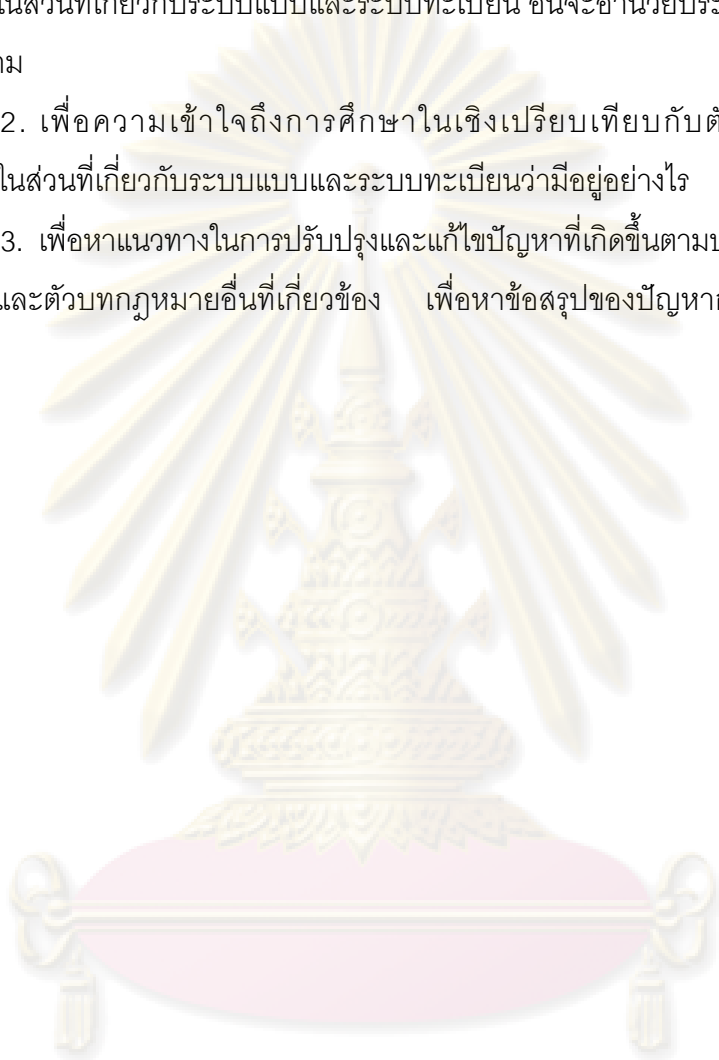 ในส่วนที่เกี่ยวกับระบบแบบและระบบทะเบียน อันจะอำนวยประ
าม
2. เพื่อความเข้าใจถึงการศึกษาในเชิงเปรียบเทียบกับตั
ในส่วนที่เกี่ยวกับระบบแบบและระบบทะเบียนว่ามีอยู่อย่างไร
3. เพื่อหาแนวทางในการปรับปรุงและแก้ไขปัญหาที่เกิดขึ้นตามบ
และตัวบทกฎหมายอื่นที่เกี่ยวข้อง เพื่อหาข้อสรุปของปัญหาก